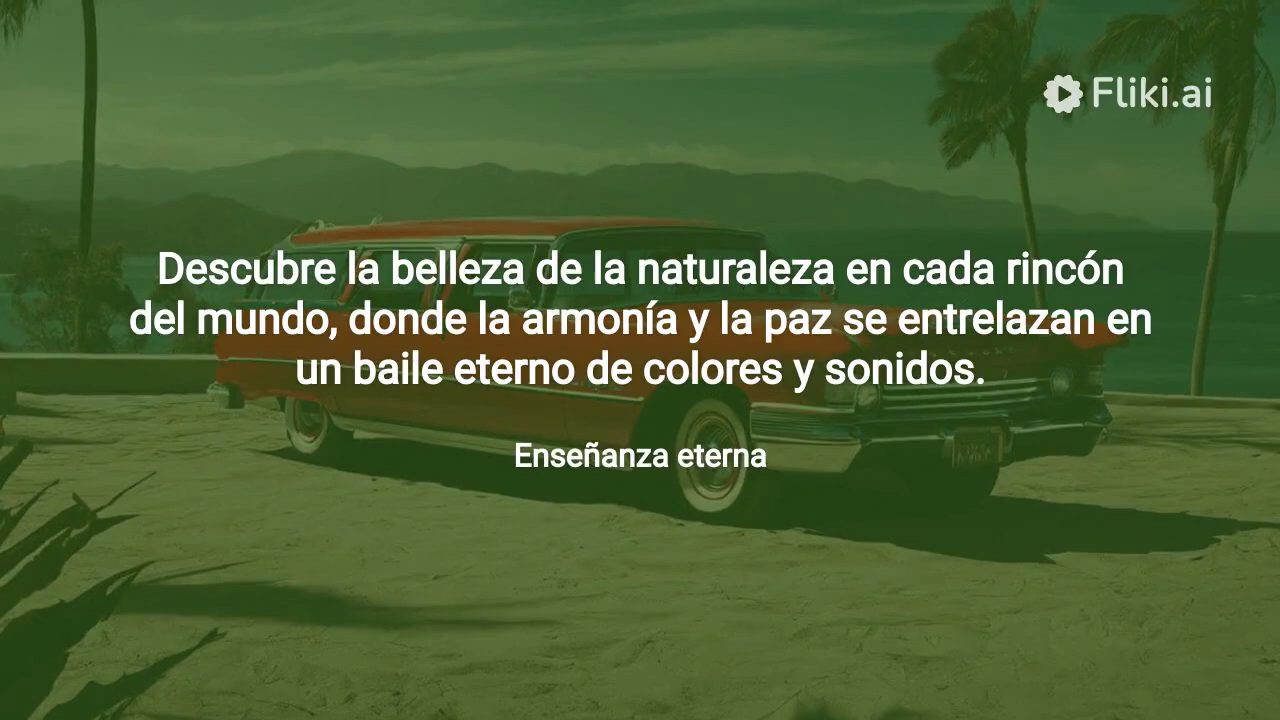 Fliki.ai
Descubre la belleza de la naturaleza en cada rincón
del mundo, donde la armonía y la paz se entrelazan en
un baile eterno de colores y sonidos.
Enseñanza eterna